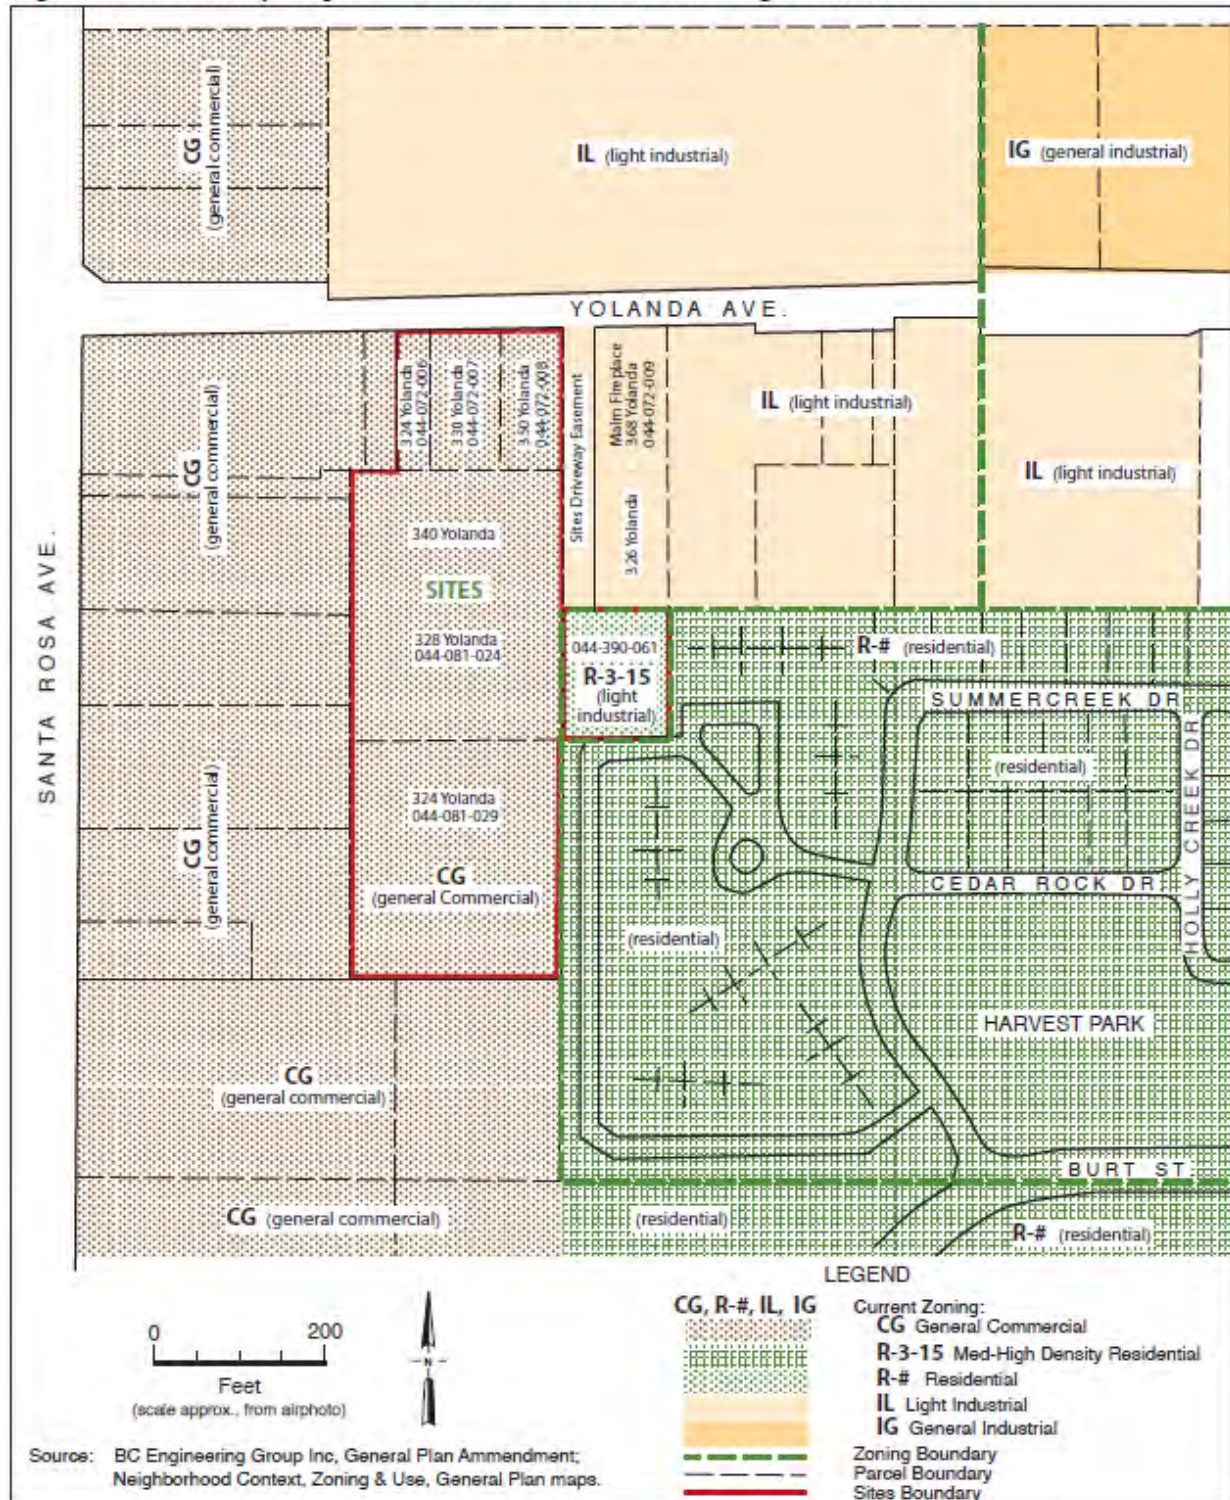 CG
(general commercial)
IL (light industrial)
IG (general industrial)
YOLANDA AVE.
SANTA ROSA AVE.
CG
(general commercial)
324 Yolanda
044-072-006
330 Yolanda
044-072-007
350 Yolanda
044-072-008
Sites Driveway Easement
Malm Fireplace
368 Yolanda
044-072-009
326 Yolanda
IL (light industrial)
IL (light industrial)
340 Yolanda
SITES
328 Yolanda
044-081-024
044-390-061
R-3-15
(light
industrial)
R-# (residential)
SUMMERCREEK DR
(residential)
HOLLY CREEK DR
CEDAR ROCK DR.
CG
(general commercial)
324 Yolanda
044-081-029
CG
(general Commercial)
(residential)
HARVEST PARK
CG
(general commercial)
BURT ST
CG (general commercial)
(residential)
R-# (residential)
LEGEND
CG, R-#, IL, IG
Current Zoning:
CG General Commercial
R-3-15 Med-High Density Residential
R-# Residential
IL Light Industrial
IG General Industrial
Zoning Boundary
Parcel Boundary
Sites Boundary
0 200
Feet
(scale approx., from airphoto)
N
Source: BC Engineering Group Inc, General Plan Ammendment;
Neighborhood Context, Zoning & Use, General Plan maps.